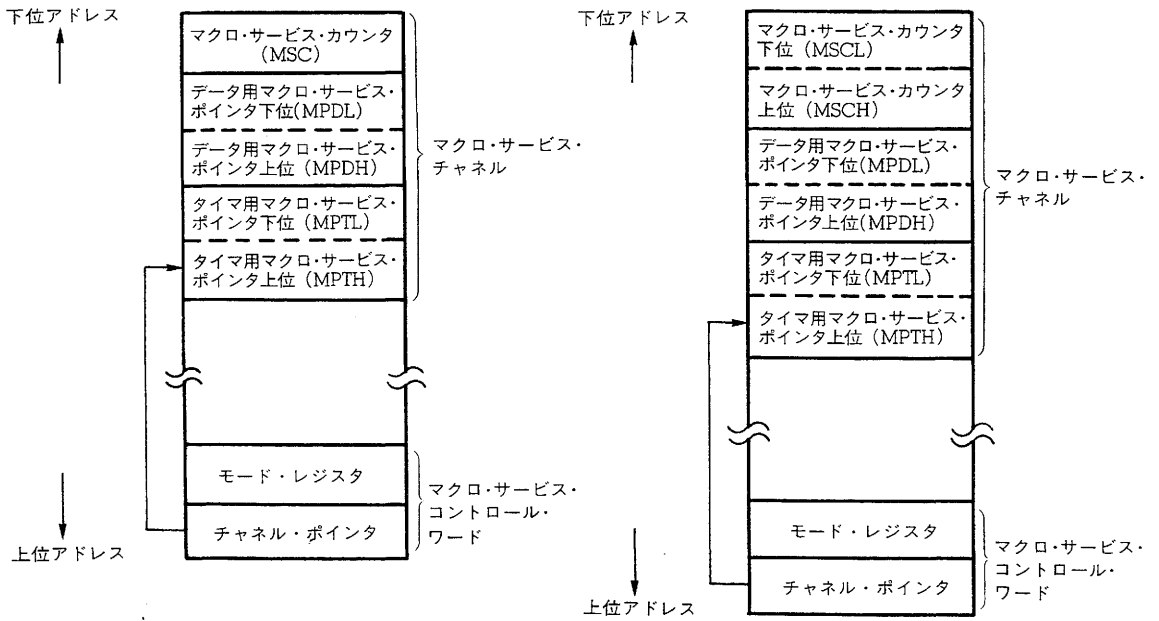 下位アドレス
マクロ・サービス・カウンタ
(MSC)
データ用マクロ・サービス・
ポインタ下位(MPDL)
データ用マクロ・サービス・
ポインタ上位 (MPDH)
タイマ用マクロ・サービス・
ポインタ下位 (MPTL)
タイマ用マクロ・サービス・
ポインタ上位 (MPTH)
マクロ・サービス・
チャネル
モード・レジスタ
チャネル・ポインタ
マクロ・サービス・
コントロール・
ワード
上位アドレス
下位アドレス
マクロ・サービス・カウンタ
下位 (MSCL)
マクロ・サービス・カウンタ
上位 (MSCH)
データ用マクロ・サービス・
ポインタ下位 (MPDL)
データ用マクロ・サービス・
ポインタ上位 (MPDH)
タイマ用マクロ・サービス・
ポインタ下位 (MPTL)
タイマ用マクロ・サービス・
ポインタ上位 (MPTH)
マクロ・サービス・
チャネル
モード・レジスタ
チャネル・ポインタ
マクロ・サービス・
コントロール・
ワード
上位アドレス